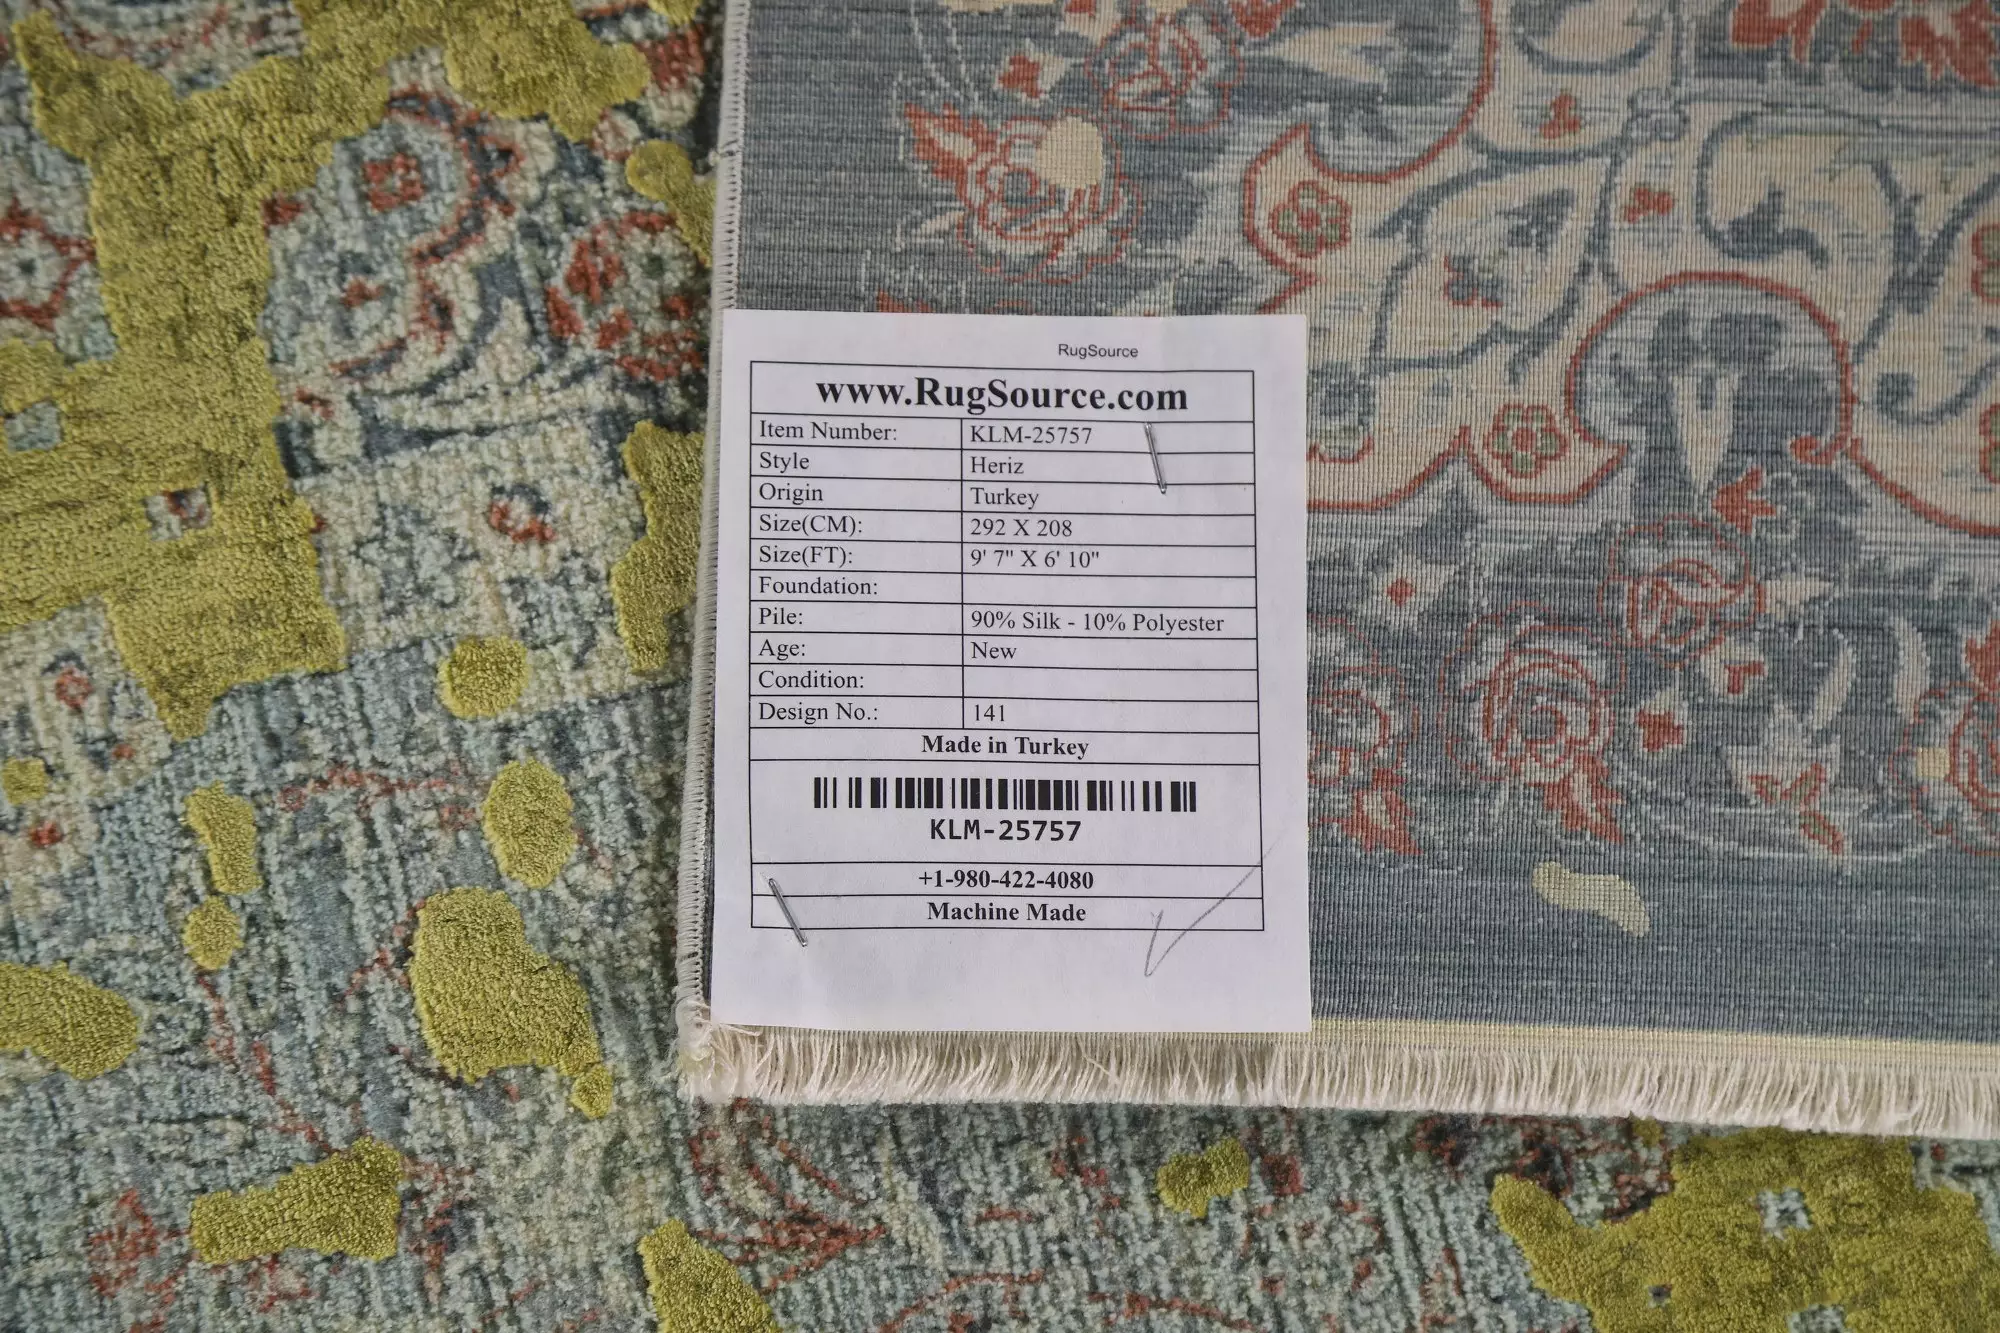 RugSource
www.RugSource.com
Item Number: KLM-25757
Style Heriz
Origin Turkey
Size(CM): 292 X 208
Size(FT): 9' 7" X 6' 10"
Foundation:
Pile: 90% Silk - 10% Polyester
Age: New
Condition:
Design No.: 141
Made in Turkey
KLM-25757
+1-980-422-4080
Machine Made